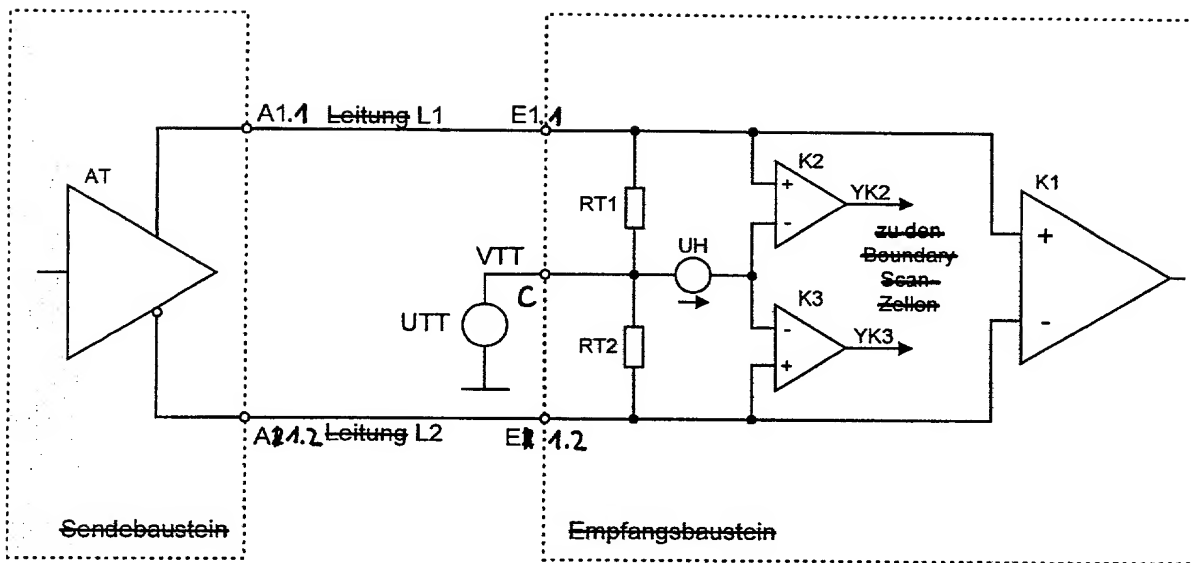 A1.1 Leitung L1
E1.1
AT
K2
+
-
YK2
RT1
zu den
Boundary
Scan-
Zellen
K1
+
-
VTT
C
UH
UTT
K3
-
+
YK3
RT2
A1.2 Leitung L2
E1.2
Sendebaustein
Empfangsbaustein